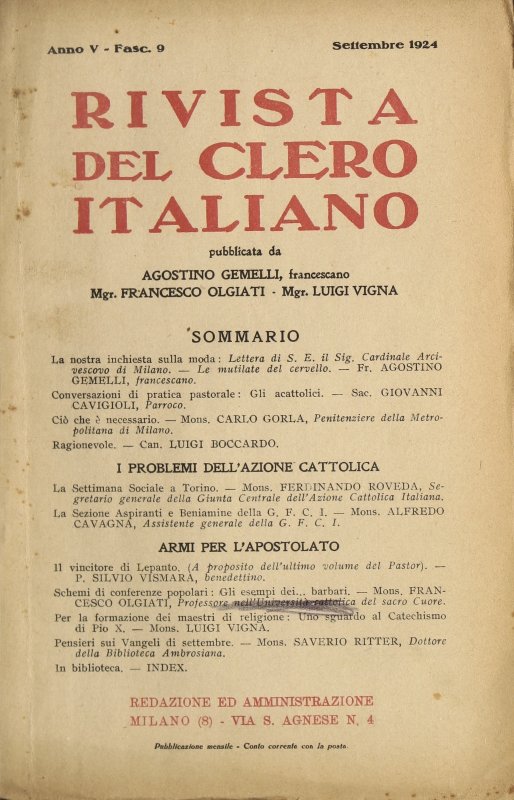 Anno V - Fasc. 9
Settembre 1924
RIVISTA
DEL CLERO
ITALIANO
pubblicata da
AGOSTINO GEMELLI, francescano
Mgr. FRANCESCO OLGIATI - Mgr. LUIGI VIGNA
SOMMARIO
La nostra inchiesta sulla moda: Lettera di S. E. il Sig. Cardinale Arci-
vescovo di Milano. — Le mutilate del cervello. — Fr. AGOSTINO
GEMELLI, francescano.
Conversazioni di pratica pastorale: Gli acattolici. — Sac. GIOVANNI
CAVIGIOLI, Parroco.
Ciò che è necessario. — Mons. CARLO GORLA, Penitenziere della Metro-
politana di Milano.
Ragionevole. — Can. LUIGI BOCCARDO.
I PROBLEMI DELL'AZIONE CATTOLICA
La Settimana Sociale a Torino. — Mons. FERDINANDO ROVEDA, Se-
gretario generale della Giunta Centrale dell'Azione Cattolica Italiana.
La Sezione Aspiranti e Beniamine della G. F. C. I. — Mons. ALFREDO
CAVAGNA, Assistente generale della G. F. C. I.
ARMI PER L'APOSTOLATO
Il vincitore di Lepanto. (A proposito dell'ultimo volume del Pastor). —
P. SILVIO VISMARA, benedettino.
Schemi di conferenze popolari: Gli esempi dei... barbari. — Mons. FRAN-
CESCO OLGIATI, Professore nell'Università cattolica del sacro Cuore.
Per la formazione dei maestri di religione: Uno sguardo al Catechismo
di Pio X. — Mons. LUIGI VIGNA.
Pensieri sui Vangeli di settembre. — Mons. SAVERIO RITTER, Dottore
della Biblioteca Ambrosiana.
In biblioteca. — INDEX.
REDAZIONE ED AMMINISTRAZIONE
MILANO (8) - VIA S. AGNESE N. 4
Pubblicazione mensile - Conto corrente con la posta